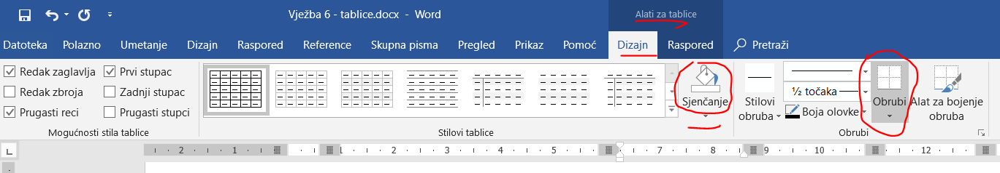 Vježba 6 - tablice.docx - Word
Alati za tablice
Datoteka Polazno Umetanje Dizajn Raspored Reference Skupna pisma Pregled Prikaz Pomoć Dizajn Raspored Pretraži
Redak zaglavlja Prvi stupac
Redak zbroja Zadnji stupac
Prugasti reci Prugasti stupci
Mogućnosti stila tablice
Stilovi tablice
Sjenčanje
Stilovi
obruba
½ točaka
Boja olovke
Obrubi
Alat za bojenje
obruba
Obrubi
2 1 1 2 3 4 5 7 8 9 10 11 12